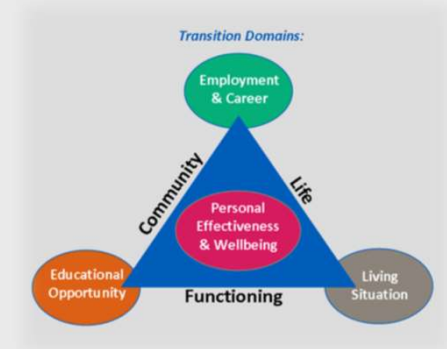 Transition Domains:
Employment
& Career
Community
Life
Personal
Effectiveness
& Wellbeing
Educational
Opportunity
Functioning
Living
Situation